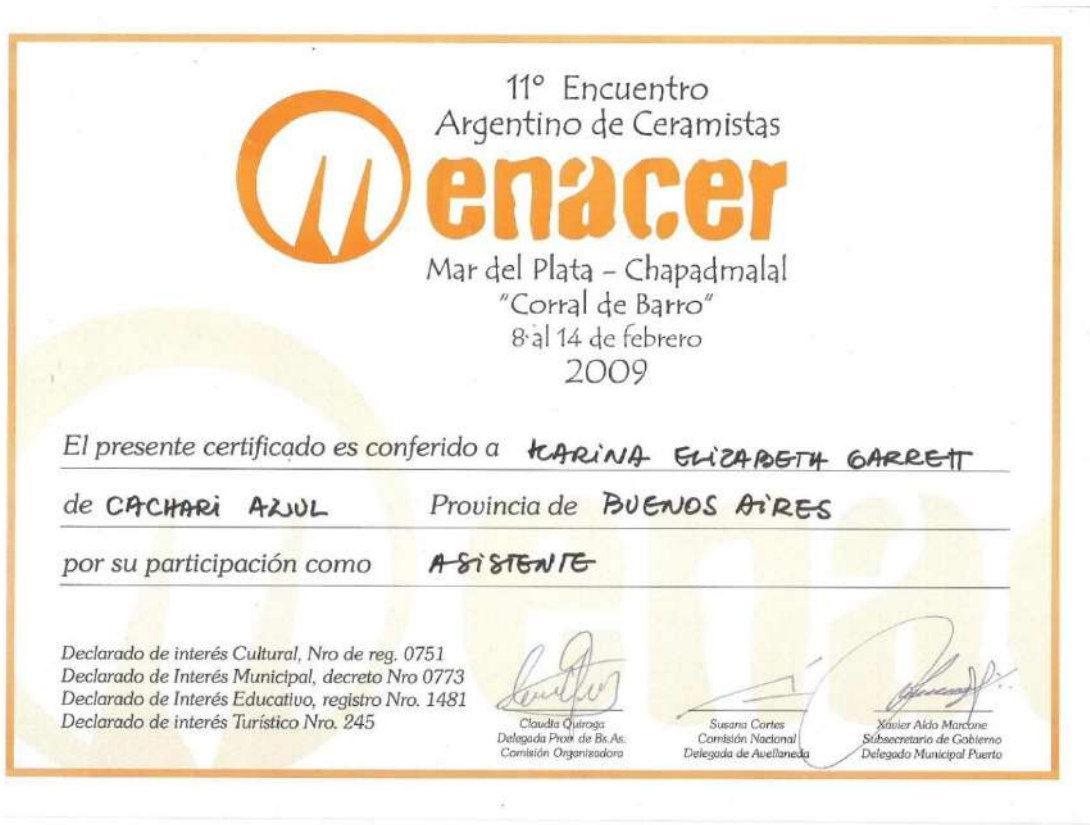 11º Encuentro
Argentino de Ceramistas
enacer
Mar del Plata - Chapadmalal
"Corral de Barro"
8 al 14 de febrero
2009
El presente certificado es conferido a KARINA ELIZABETH GARRETT
de CACHARI AZUL Provincia de BUENOS AIRES
por su participación como ASISTENTE
Declarado de interés Cultural, Nro de reg. 0751
Declarado de Interés Municipal, decreto Nro 0773
Declarado de Interés Educativo, registro Nro. 1481
Declarado de interés Turístico Nro. 245
Claudia Quiroga
Delegada Prov. de Bs.As.
Comisión Organizadora
Susana Cortes
Comisión Nacional
Delegada de Avellaneda
Xavier Aldo Marcone
Subsecretario de Gobierno
Delegado Municipal Puerto